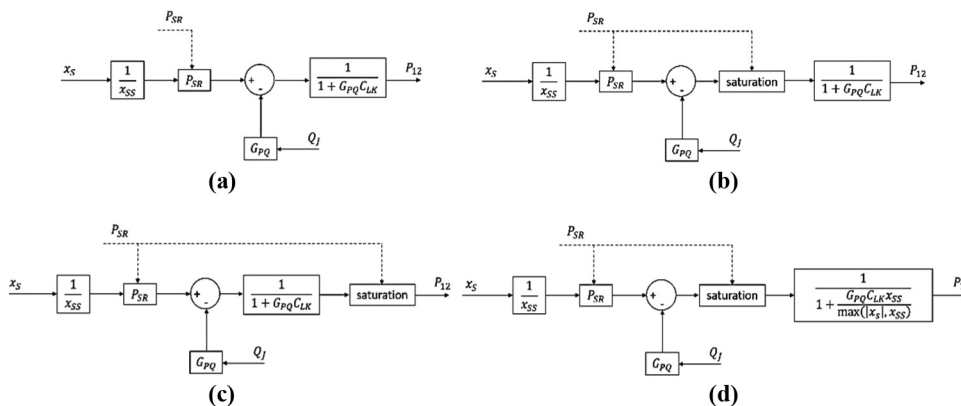 P_SR
x_S
1
x_SS
P_SR
+
-
1
1 + G_PQ C_LK
P_12
G_PQ
Q_J
(a)
P_SR
x_S
1
x_SS
P_SR
+
-
saturation
1
1 + G_PQ C_LK
P_12
G_PQ
Q_J
(b)
P_SR
x_S
1
x_SS
P_SR
+
-
1
1 + G_PQ C_LK
saturation
P_12
G_PQ
Q_J
(c)
P_SR
x_S
1
x_SS
P_SR
+
-
saturation
1
1 + G_PQ C_LK x_SS
max(|x_s|, x_SS)
G_PQ
Q_J
(d)